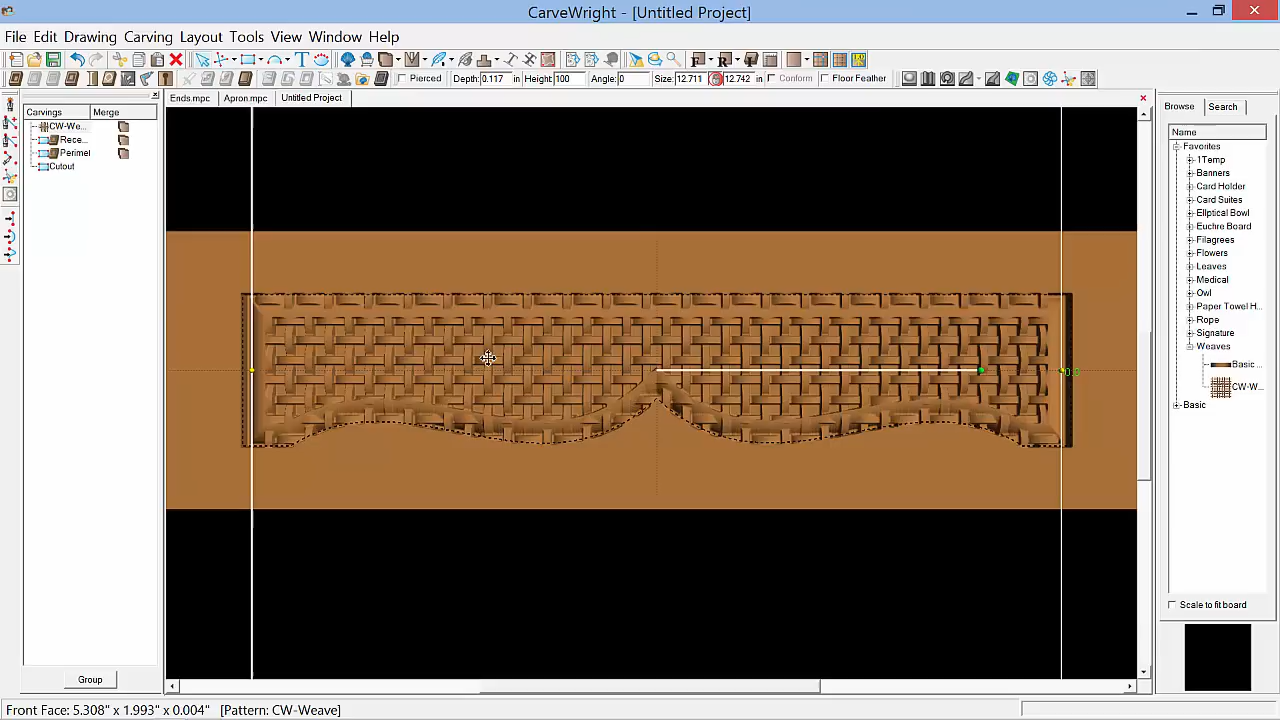 CarveWright - [Untitled Project]
File Edit Drawing Carving Layout Tools View Window Help
Pierced Depth: 0.117 in Height: 100 Angle: 0 Size: 12.711 12.742 in Conform Floor Feather
Carvings Merge
CW-We...
Rece...
Perimet
Cutout
Group
Ends.mpc Apron.mpc Untitled Project
0.0
Browse Search
Name
Favorites
1Temp
Banners
Card Holder
Card Suites
Elliptical Bowl
Euchre Board
Filagrees
Flowers
Leaves
Medical
Owl
Paper Towel H...
Rope
Signature
Weaves
Basic ...
CW-W...
Basic
Scale to fit board
Front Face: 5.308" x 1.993" x 0.004" [Pattern: CW-Weave]